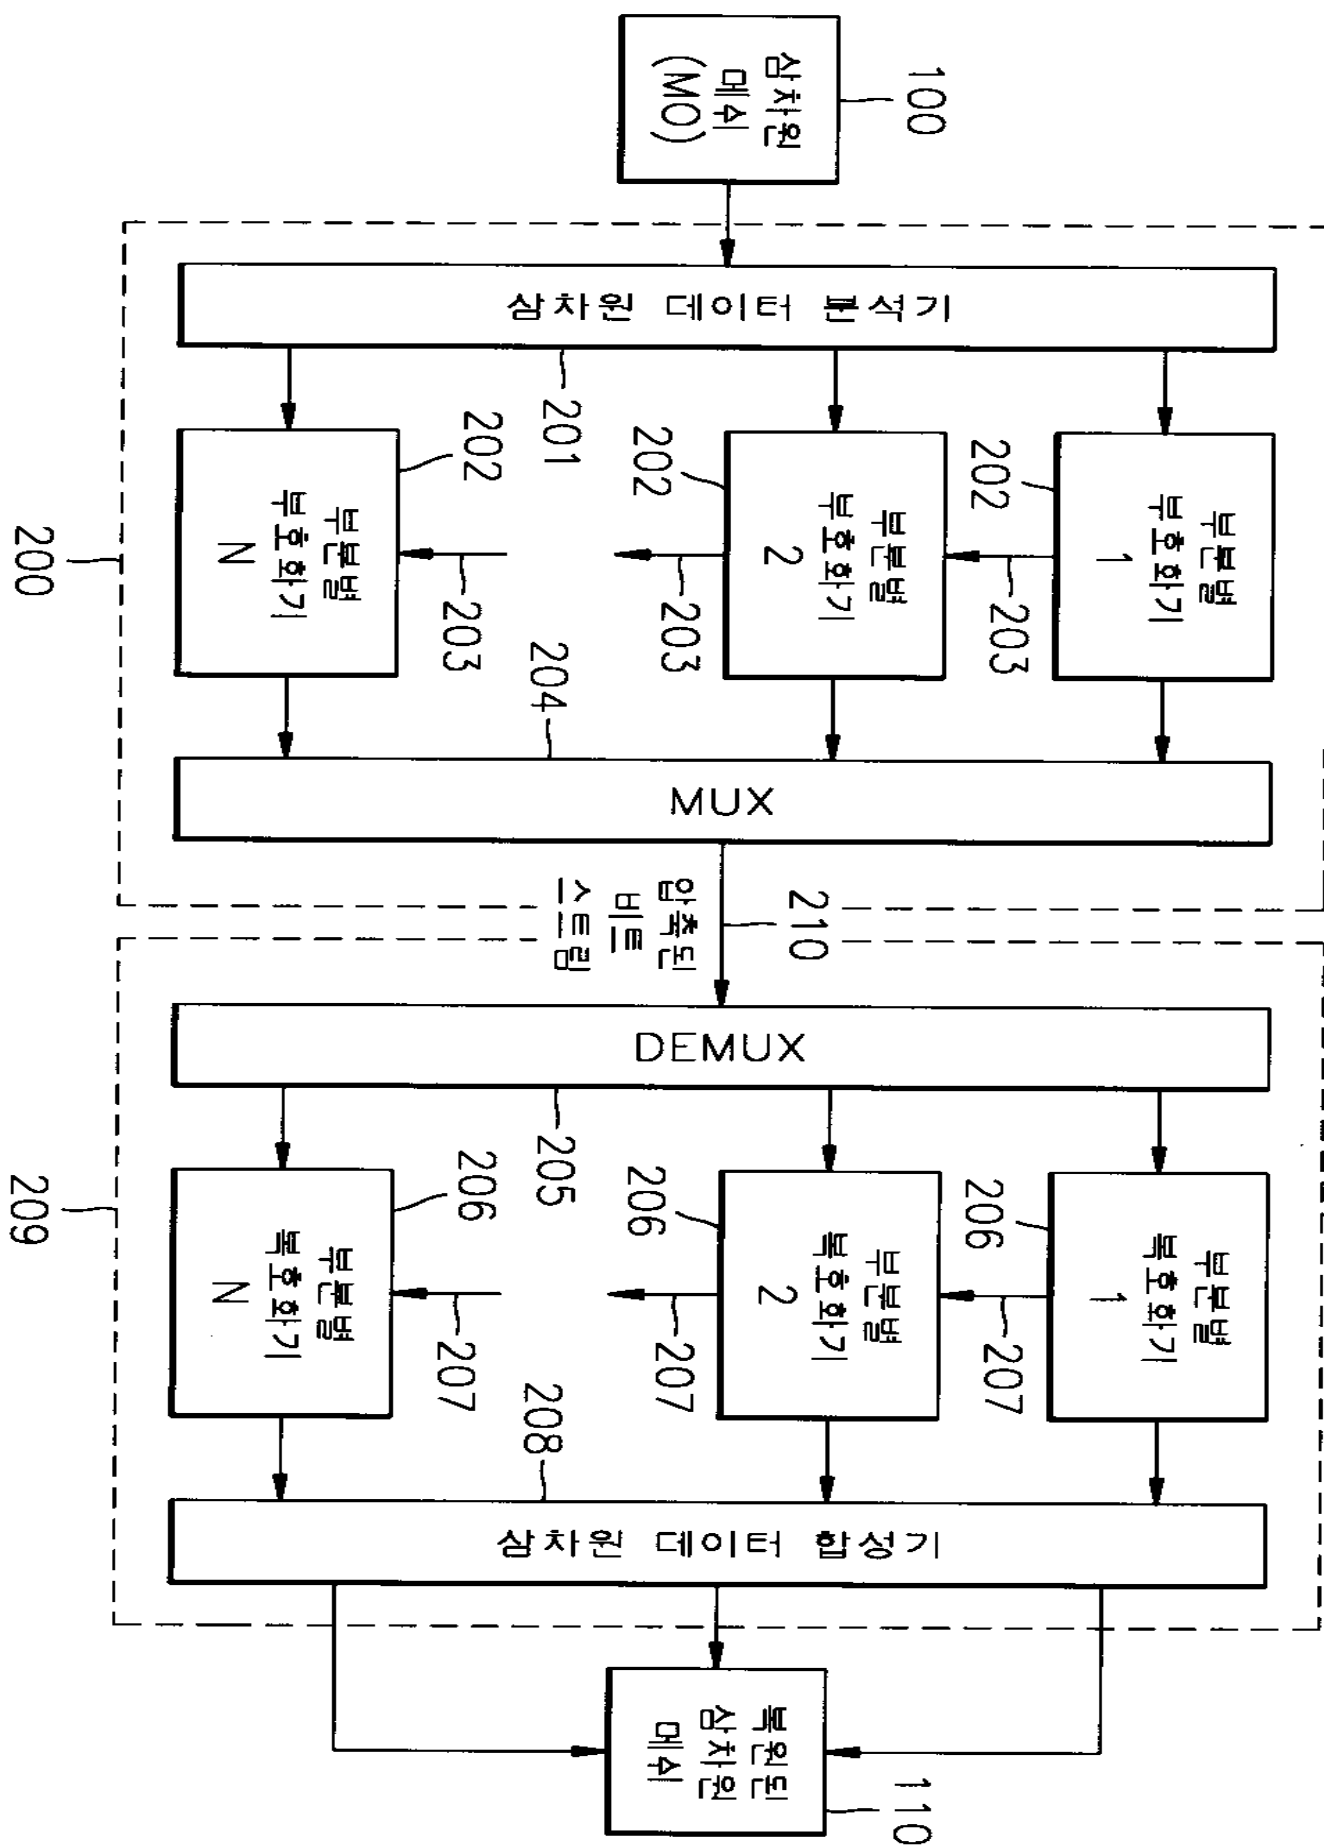 100
삼차원
메쉬
(MO)
삼차원 데이터 분석기
201
202
202
202
부분별
부호화기
1
부분별
부호화기
2
부분별
부호화기
N
203
203
203
200
204
MUX
210
압축된
비트
스트림
DEMUX
205
206
206
206
부분별
복호화기
1
부분별
복호화기
2
부분별
복호화기
N
207
207
207
209
208
삼차원 데이터 합성기
복원된
삼차원
메쉬
110